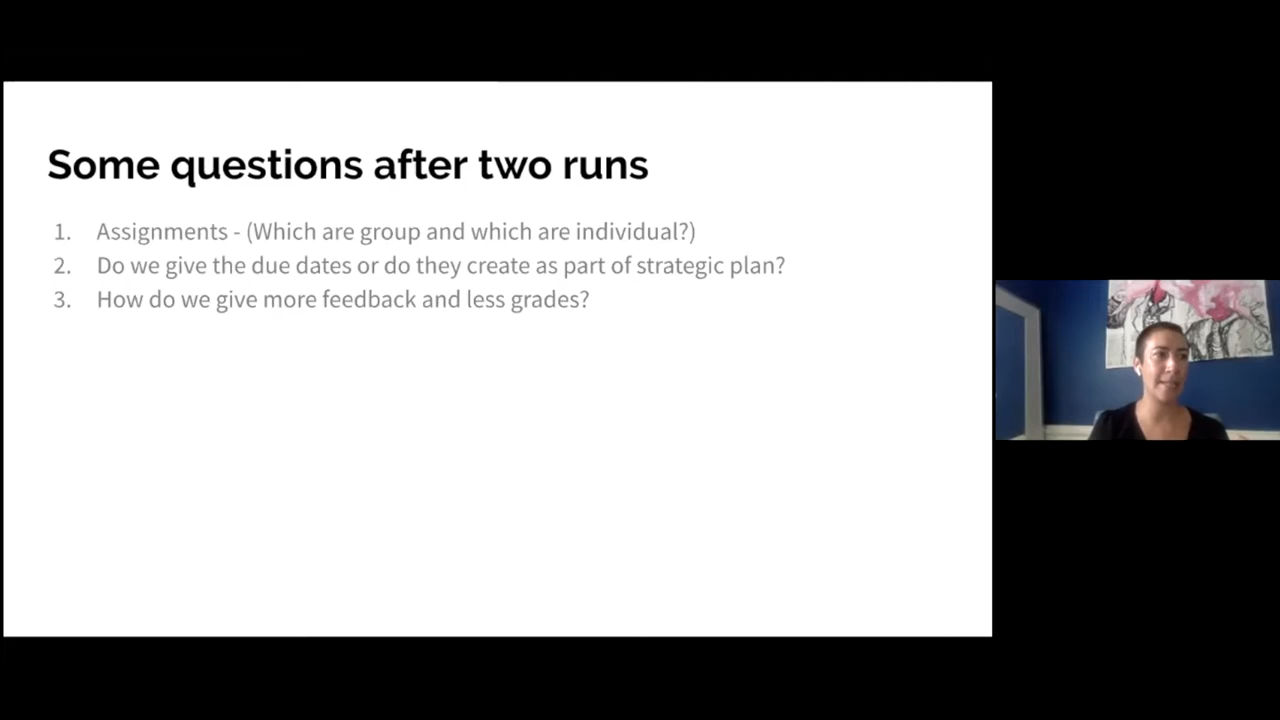 Some questions after two runs
1. Assignments - (Which are group and which are individual?)
2. Do we give the due dates or do they create as part of strategic plan?
3. How do we give more feedback and less grades?